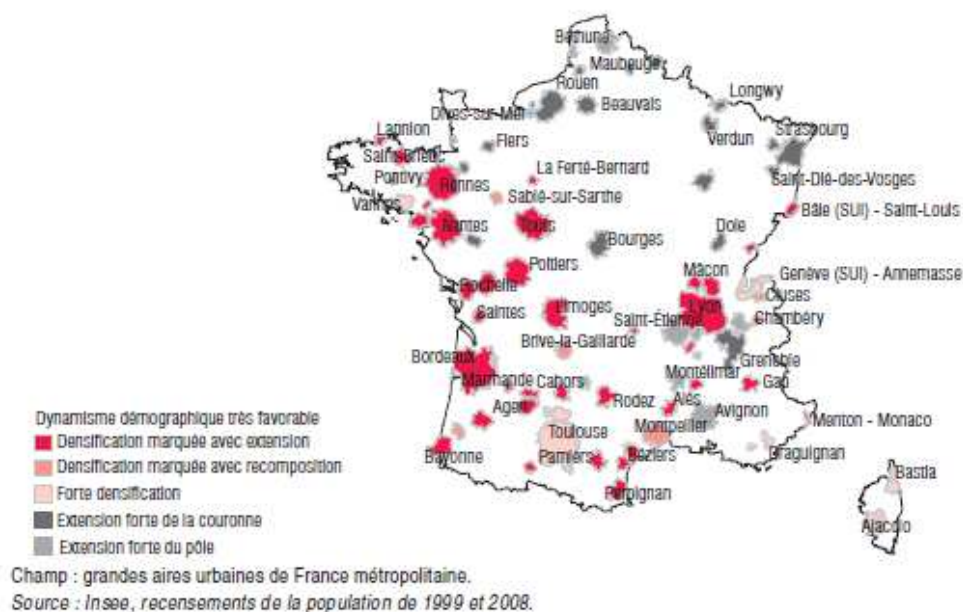 Béthune
Maubeuge
Rouen
Beauvais
Longwy
Dives-sur-Mer
Verdun
Strasbourg
Flers
Lannion
Saint-Brieuc
La Ferté-Bernard
Pontivy
Rennes
Sablé-sur-Sarthe
Saint-Dié-des-Vosges
Vannes
Bâle (SUI) - Saint-Louis
Nantes
Tours
Bourges
Dole
Poitiers
Mâcon
Genève (SUI) - Annemasse
La Rochelle
Cluses
Lyon
Saintes
Limoges
Saint-Étienne
Chambéry
Brive-la-Gaillarde
Bordeaux
Grenoble
Marmande
Cahors
Montélimar
Gap
Agen
Rodez
Alès
Avignon
Menton - Monaco
Toulouse
Montpellier
Bayonne
Pamiers
Béziers
Draguignan
Bastia
Perpignan
Ajaccio
Dynamisme démographique très favorable
Densification marquée avec extension
Densification marquée avec recomposition
Forte densification
Extension forte de la couronne
Extension forte du pôle
Champ : grandes aires urbaines de France métropolitaine.
Source : Insee, recensements de la population de 1999 et 2008.